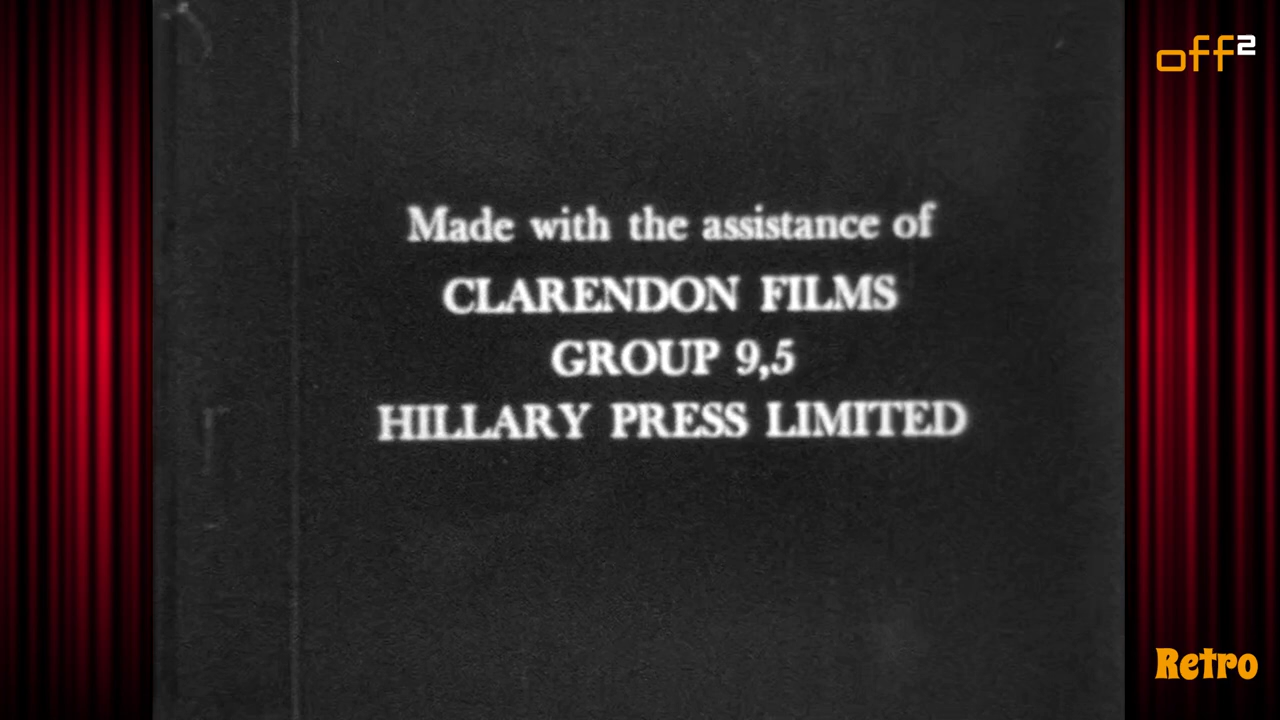 off²
Made with the assistance of
CLARENDON FILMS
GROUP 9,5
HILLARY PRESS LIMITED
Retro